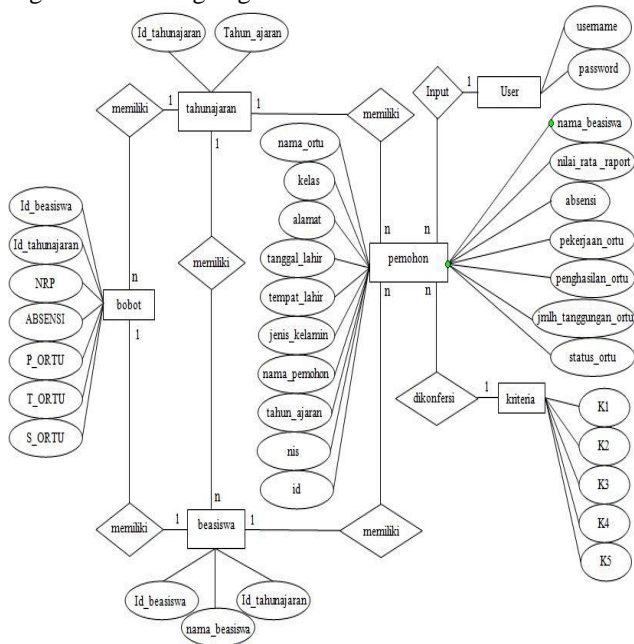 Id_tahunajaran
Tahun_ajaran
username
password
memiliki
1
tahunajaran
1
memiliki
Input
1
User
1
nama_ortu
kelas
alamat
tanggal_lahir
tempat_lahir
jenis_kelamin
nama_pemohon
tahun_ajaran
nis
id
n
n
pemohon
n
n
nama_beasiswa
nilai_rata _raport
absensi
pekerjaan_ortu
penghasilan_ortu
jmlh_tanggungan_ortu
status_ortu
Id_beasiswa
Id_tahunajaran
NRP
ABSENSI
P_ORTU
T_ORTU
S_ORTU
n
bobot
1
memiliki
n
dikonfersi
1
kriteria
K1
K2
K3
K4
K5
memiliki
1
beasiswa
1
memiliki
Id_beasiswa
nama_beasiswa
Id_tahunajaran